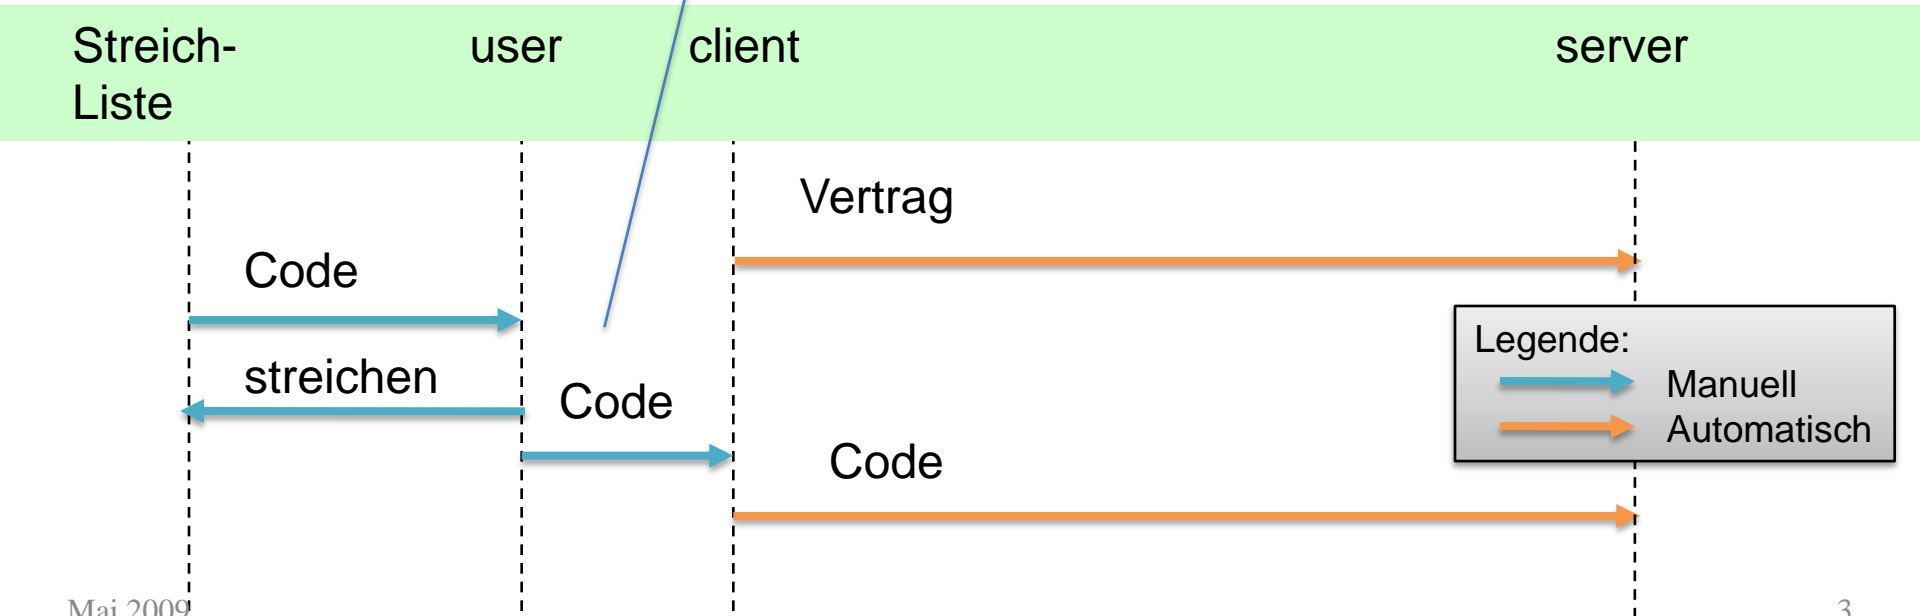 Streich-
Liste
user
client
server
Vertrag
Code
streichen
Code
Code
Legende:
Manuell
Automatisch
Mai 2009
3